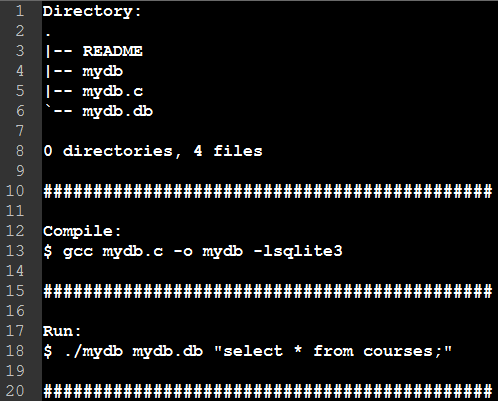 1 Directory:
2 .
3 |-- README
4 |-- mydb
5 |-- mydb.c
6 `-- mydb.db
7
8 0 directories, 4 files
9
10 #############################################
11
12 Compile:
13 $ gcc mydb.c -o mydb -lsqlite3
14
15 #############################################
16
17 Run:
18 $ ./mydb mydb.db "select * from courses;"
19
20 #############################################